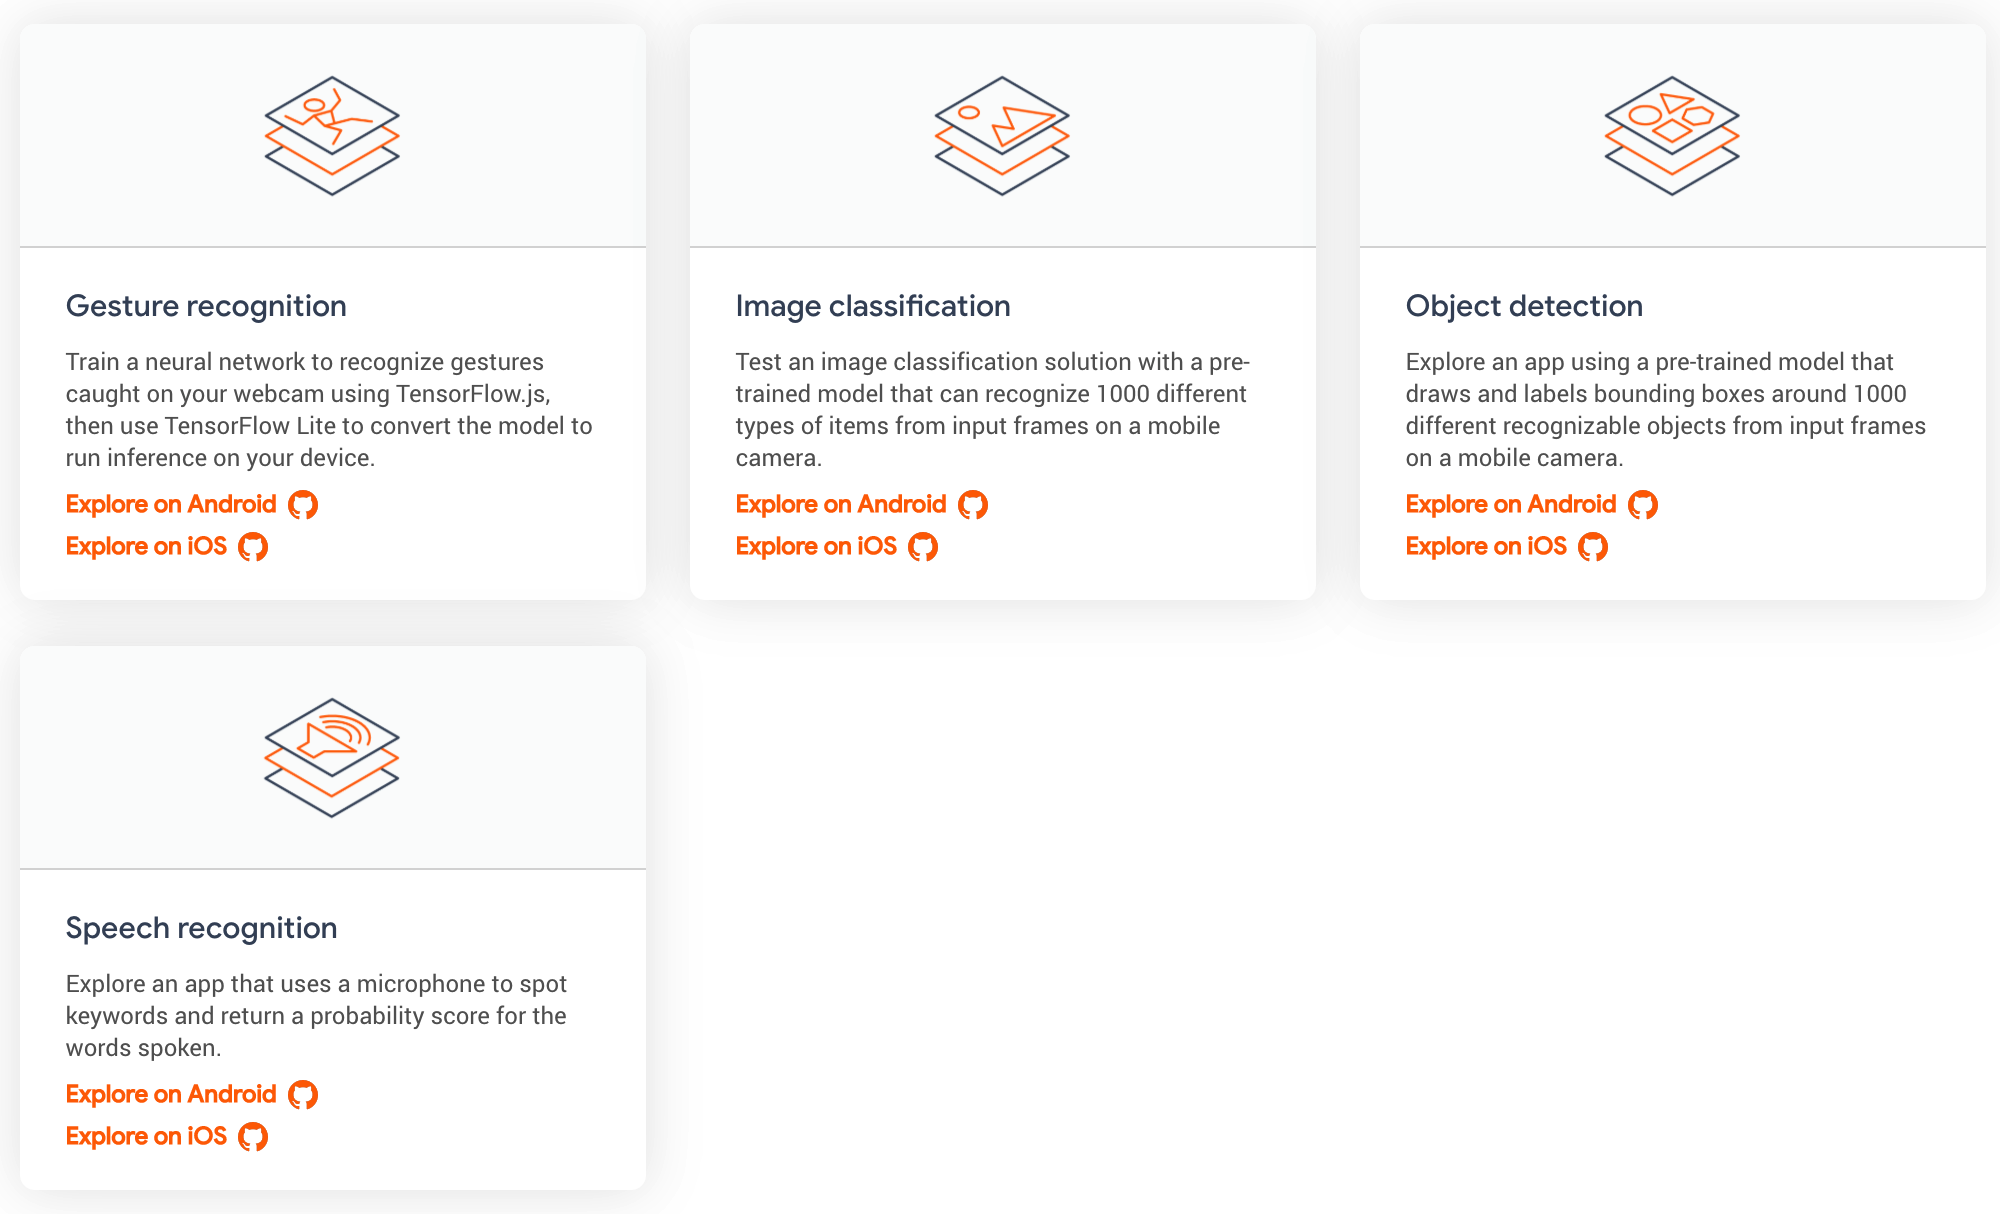 Gesture recognition
Train a neural network to recognize gestures
caught on your webcam using TensorFlow.js,
then use TensorFlow Lite to convert the model to
run inference on your device.
Explore on Android
Explore on iOS
Image classification
Test an image classification solution with a pre-
trained model that can recognize 1000 different
types of items from input frames on a mobile
camera.
Explore on Android
Explore on iOS
Object detection
Explore an app using a pre-trained model that
draws and labels bounding boxes around 1000
different recognizable objects from input frames
on a mobile camera.
Explore on Android
Explore on iOS
Speech recognition
Explore an app that uses a microphone to spot
keywords and return a probability score for the
words spoken.
Explore on Android
Explore on iOS